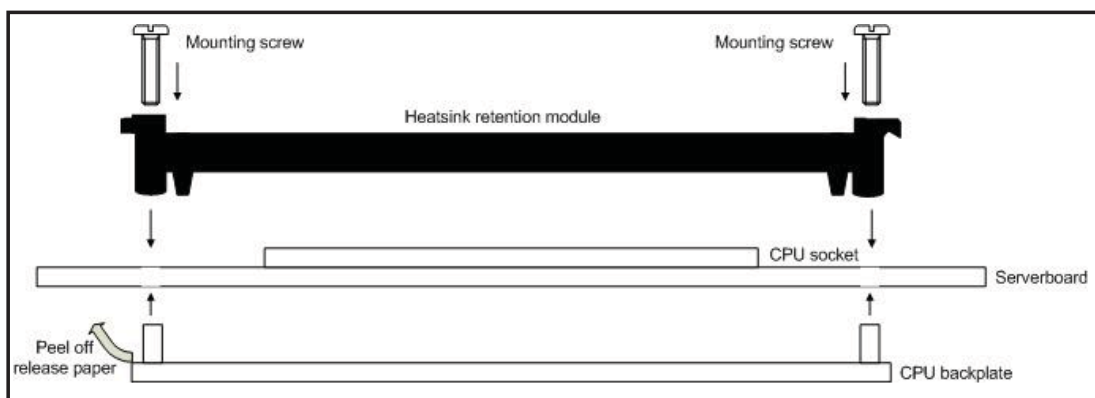 Mounting screw
Mounting screw
Heatsink retention module
CPU socket
Serverboard
Peel off
release paper
CPU backplate